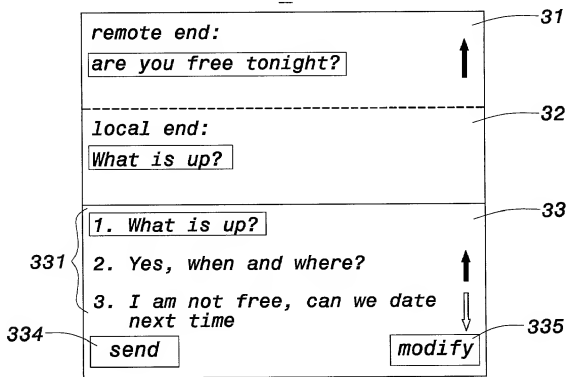 31
remote end:
are you free tonight?
32
local end:
What is up?
33
1. What is up?
331
2. Yes, when and where?
3. I am not free, can we date
next time
334
335
send
modify